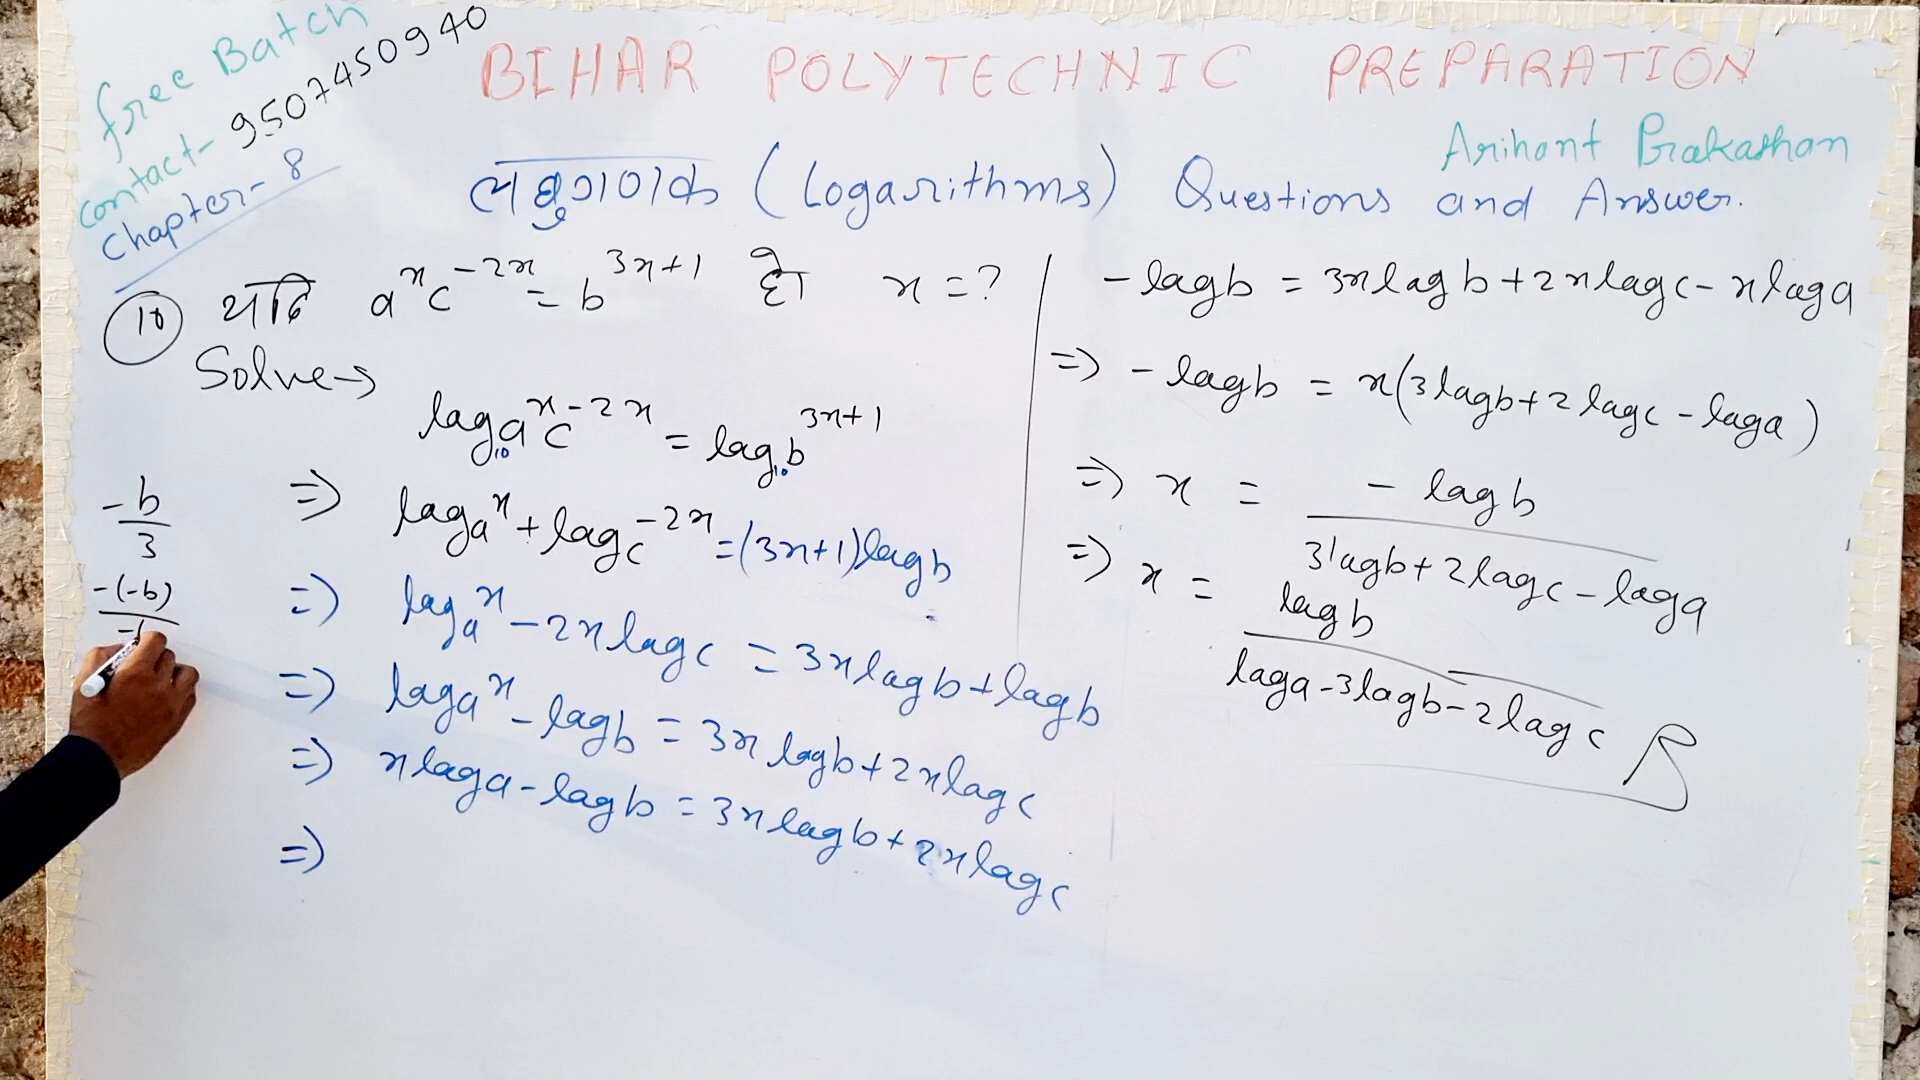 free Batch
contact- 9507450940
Chapter- 8
BIHAR POLYTECHNIC PREPARATION
Arihant Prakashan
लघुगणक (Logarithms) Questions and Answer.
10 यदि a^x c^-2x = b^3x+1 हो x = ?
Solve→
log₁₀ a^x c^-2x = log₁₀ b^3x+1
=) log a^x + log c^-2x = (3x+1) log b
=) log a^x - 2x log c = 3x log b + log b
=) log a^x - log b = 3x log b + 2x log c
=) x log a - log b = 3x log b + 2x log c
=)
-b
3
-(-b)
- log b = 3x log b + 2x log c - x log a
=) - log b = x(3 log b + 2 log c - log a)
=) x = - log b
3 log b + 2 log c - log a
=) x = log b
log a - 3 log b - 2 log c